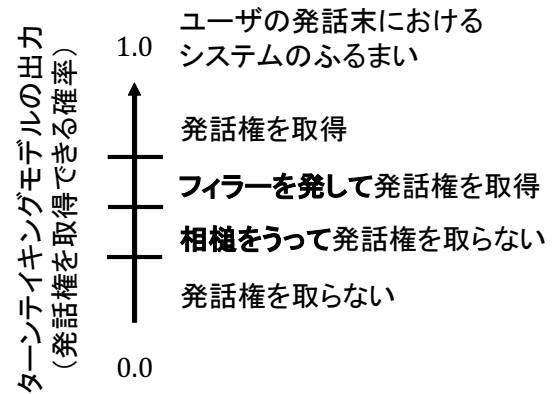 ターンテイキングモデルの出力
（発話権を取得できる確率）
ユーザの発話末における
システムのふるまい
1.0
発話権を取得
フィラーを発して発話権を取得
相槌をうって発話権を取らない
発話権を取らない
0.0